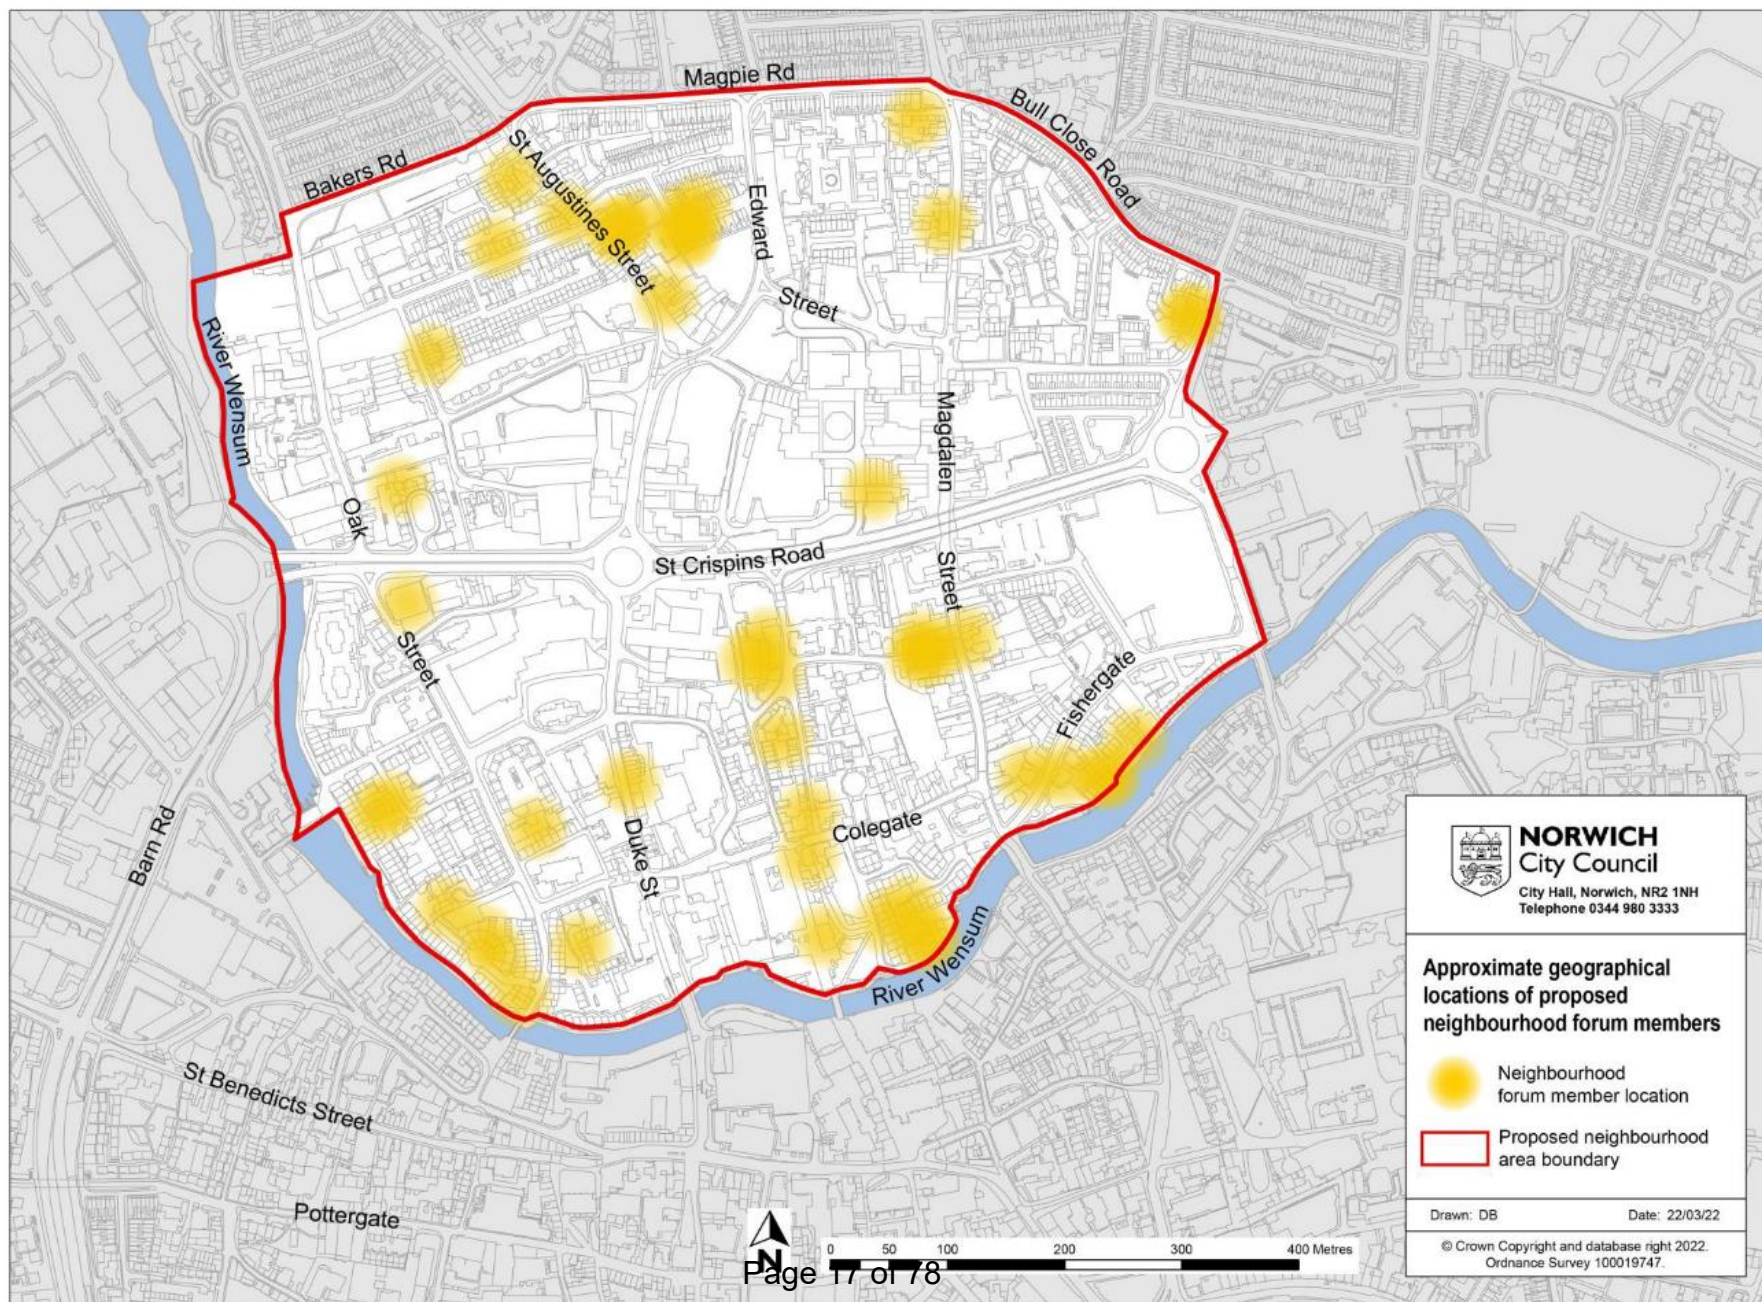 Magpie Rd
Bull Close Road
Bakers Rd
St Augustines Street
Edward
Street
River Wensum
Magdalen
Oak
St Crispins Road
Street
Street
Fishergate
Barn Rd
Duke St
Colegate
River Wensum
St Benedicts Street
Pottergate
NORWICH
City Council
City Hall, Norwich, NR2 1NH
Telephone 0344 980 3333
Approximate geographical
locations of proposed
neighbourhood forum members
Neighbourhood
forum member location
Proposed neighbourhood
area boundary
Drawn: DB
Date: 22/03/22
© Crown Copyright and database right 2022.
Ordnance Survey 100019747.
N
0 50 100 200 300 400 Metres
Page 17 of 78